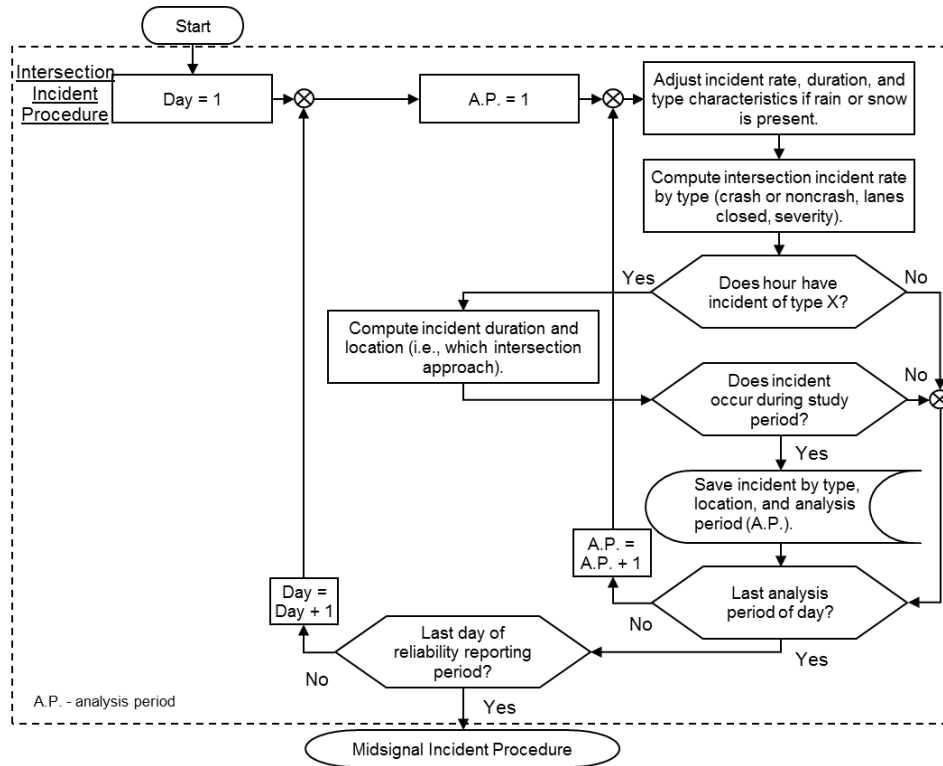 Start
Intersection
Incident
Procedure
Day = 1
A.P. = 1
Adjust incident rate, duration, and
type characteristics if rain or snow
is present.
Compute intersection incident rate
by type (crash or noncrash, lanes
closed, severity).
Yes
Does hour have
incident of type X?
No
Compute incident duration and
location (i.e., which intersection
approach).
Does incident
occur during study
period?
No
Yes
Save incident by type,
location, and analysis
period (A.P.).
A.P. =
A.P. + 1
Last analysis
period of day?
No
Yes
Day =
Day + 1
Last day of
reliability reporting
period?
No
Yes
A.P. - analysis period
Midsignal Incident Procedure